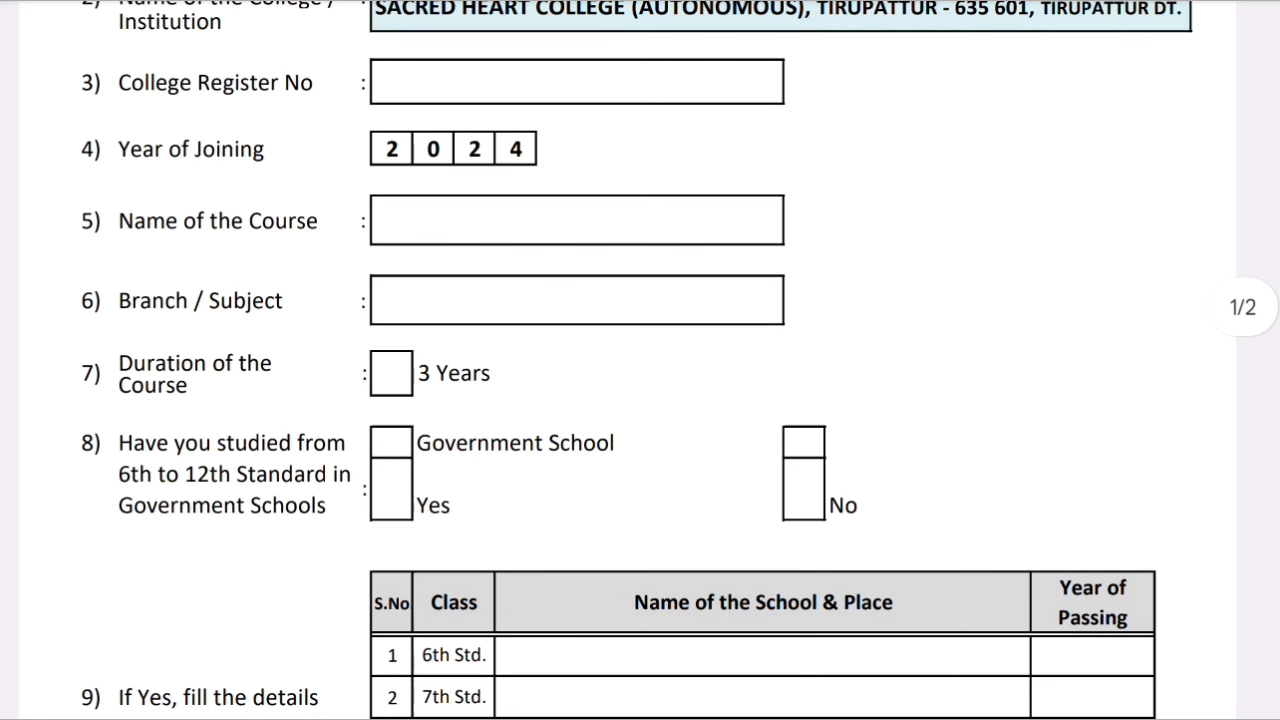 2) Name of the College /
Institution
SACRED HEART COLLEGE (AUTONOMOUS), TIRUPATTUR - 635 601, TIRUPATTUR DT.
3) College Register No :
4) Year of Joining 2 0 2 4
5) Name of the Course :
6) Branch / Subject :
7) Duration of the
Course : 3 Years
8) Have you studied from
6th to 12th Standard in
Government Schools :
Government School
Yes No
S.No Class Name of the School & Place Year of Passing
1 6th Std.
9) If Yes, fill the details 2 7th Std.
1/2